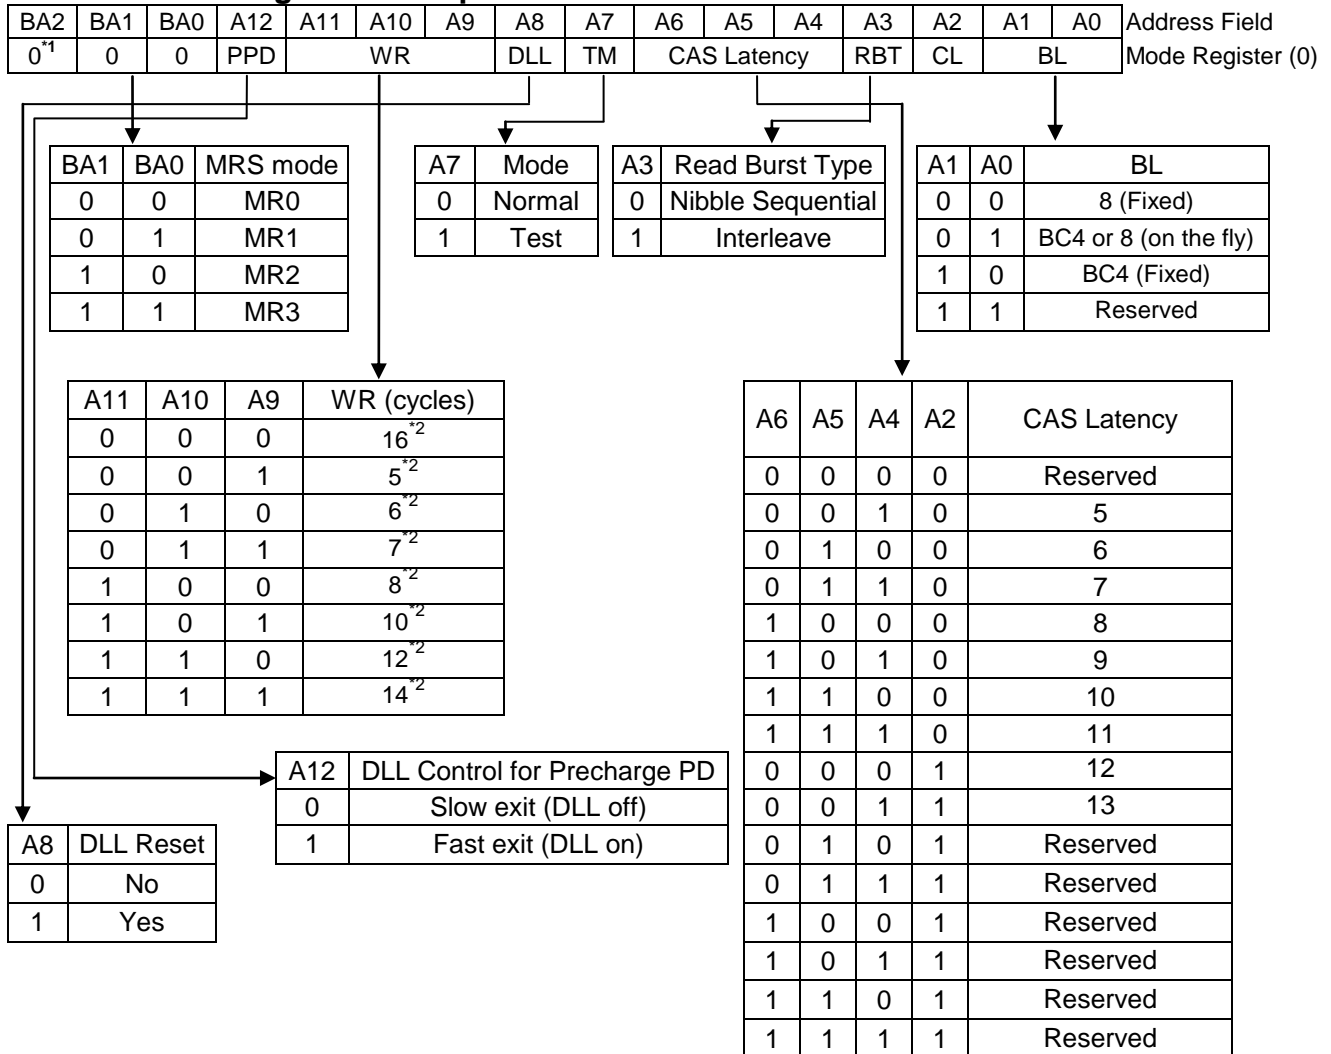 BA2 BA1 BA0 A12 A11 A10 A9 A8 A7 A6 A5 A4 A3 A2 A1 A0 Address Field
0*1 0 0 PPD WR DLL TM CAS Latency RBT CL BL Mode Register (0)
BA1 BA0 MRS mode
0 0 MR0
0 1 MR1
1 0 MR2
1 1 MR3
A7 Mode
0 Normal
1 Test
A3 Read Burst Type
0 Nibble Sequential
1 Interleave
A1 A0 BL
0 0 8 (Fixed)
0 1 BC4 or 8 (on the fly)
1 0 BC4 (Fixed)
1 1 Reserved
A11 A10 A9 WR (cycles)
0 0 0 16*2
0 0 1 5*2
0 1 0 6*2
0 1 1 7*2
1 0 0 8*2
1 0 1 10*2
1 1 0 12*2
1 1 1 14*2
A6 A5 A4 A2 CAS Latency
0 0 0 0 Reserved
0 0 1 0 5
0 1 0 0 6
0 1 1 0 7
1 0 0 0 8
1 0 1 0 9
1 1 0 0 10
1 1 1 0 11
0 0 0 1 12
0 0 1 1 13
0 1 0 1 Reserved
0 1 1 1 Reserved
1 0 0 1 Reserved
1 0 1 1 Reserved
1 1 0 1 Reserved
1 1 1 1 Reserved
A12 DLL Control for Precharge PD
0 Slow exit (DLL off)
1 Fast exit (DLL on)
A8 DLL Reset
0 No
1 Yes